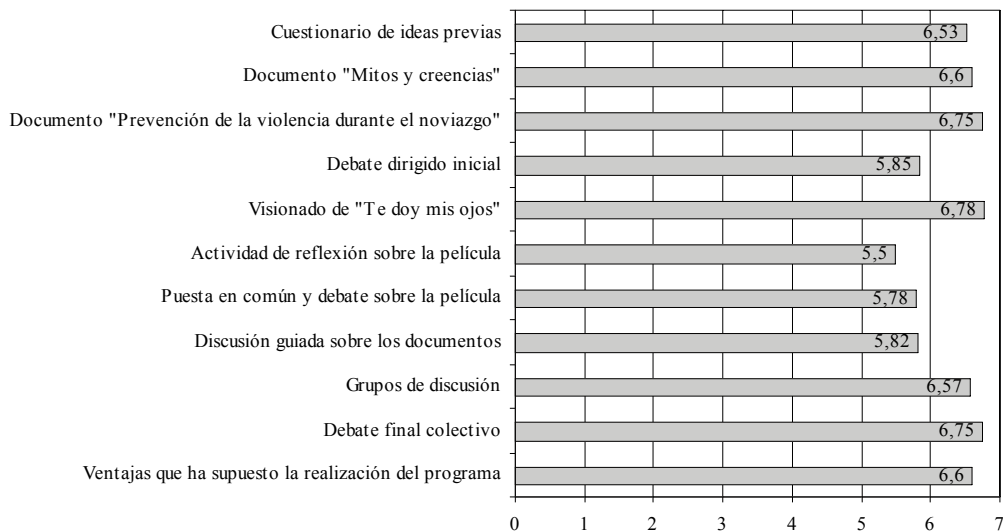 Cuestionario de ideas previas 6,53
Documento "Mitos y creencias" 6,6
Documento "Prevención de la violencia durante el noviazgo" 6,75
Debate dirigido inicial 5,85
Visionado de "Te doy mis ojos" 6,78
Actividad de reflexión sobre la película 5,5
Puesta en común y debate sobre la película 5,78
Discusión guiada sobre los documentos 5,82
Grupos de discusión 6,57
Debate final colectivo 6,75
Ventajas que ha supuesto la realización del programa 6,6
0 1 2 3 4 5 6 7